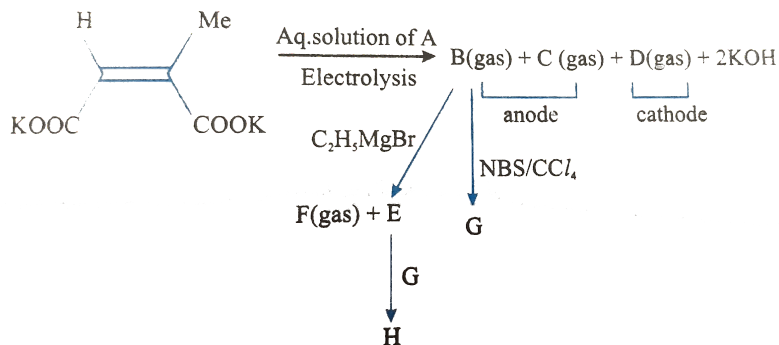 H Me
Aq.solution of A
Electrolysis
B(gas) + C (gas) + D(gas) + 2KOH
KOOC COOK
anode cathode
C₂H₅MgBr
NBS/CCl₄
F(gas) + E
G
G
H